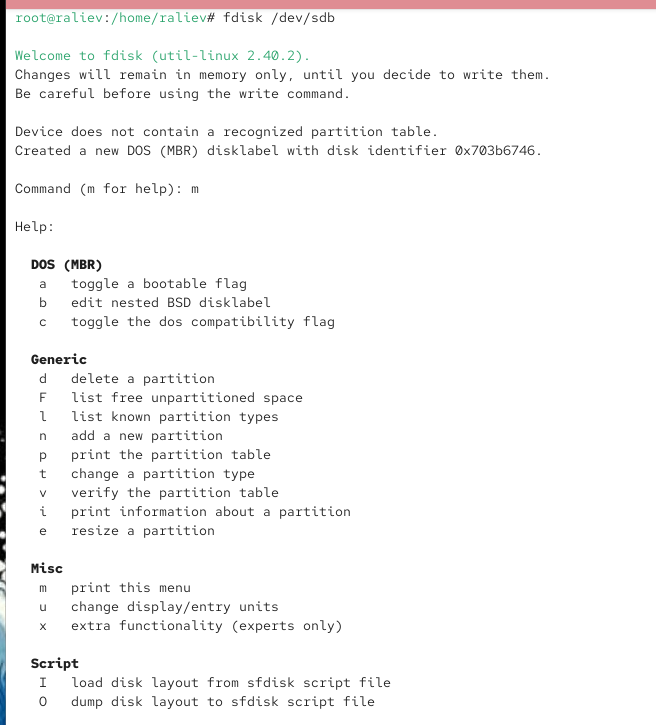 root@raliev:/home/raliev# fdisk /dev/sdb
Welcome to fdisk (util-linux 2.40.2).
Changes will remain in memory only, until you decide to write them.
Be careful before using the write command.
Device does not contain a recognized partition table.
Created a new DOS (MBR) disklabel with disk identifier 0x703b6746.
Command (m for help): m
Help:
DOS (MBR)
a   toggle a bootable flag
b   edit nested BSD disklabel
c   toggle the dos compatibility flag
Generic
d   delete a partition
F   list free unpartitioned space
l   list known partition types
n   add a new partition
p   print the partition table
t   change a partition type
v   verify the partition table
i   print information about a partition
e   resize a partition
Misc
m   print this menu
u   change display/entry units
x   extra functionality (experts only)
Script
I   load disk layout from sfdisk script file
O   dump disk layout to sfdisk script file